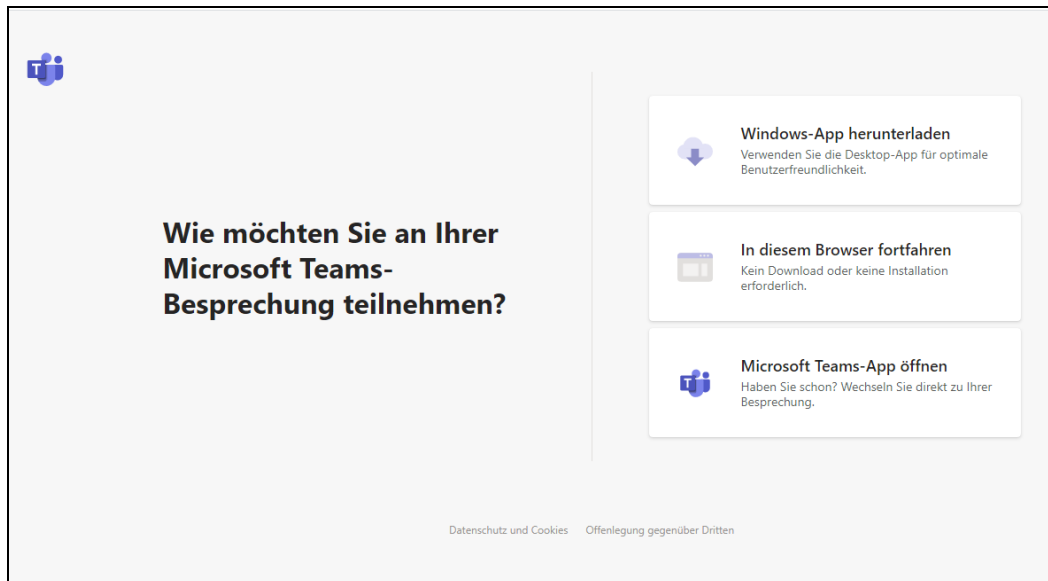 Wie möchten Sie an Ihrer
Microsoft Teams-
Besprechung teilnehmen?
Windows-App herunterladen
Verwenden Sie die Desktop-App für optimale
Benutzerfreundlichkeit.
In diesem Browser fortfahren
Kein Download oder keine Installation
erforderlich.
Microsoft Teams-App öffnen
Haben Sie schon? Wechseln Sie direkt zu Ihrer
Besprechung.
Datenschutz und Cookies Offenlegung gegenüber Dritten